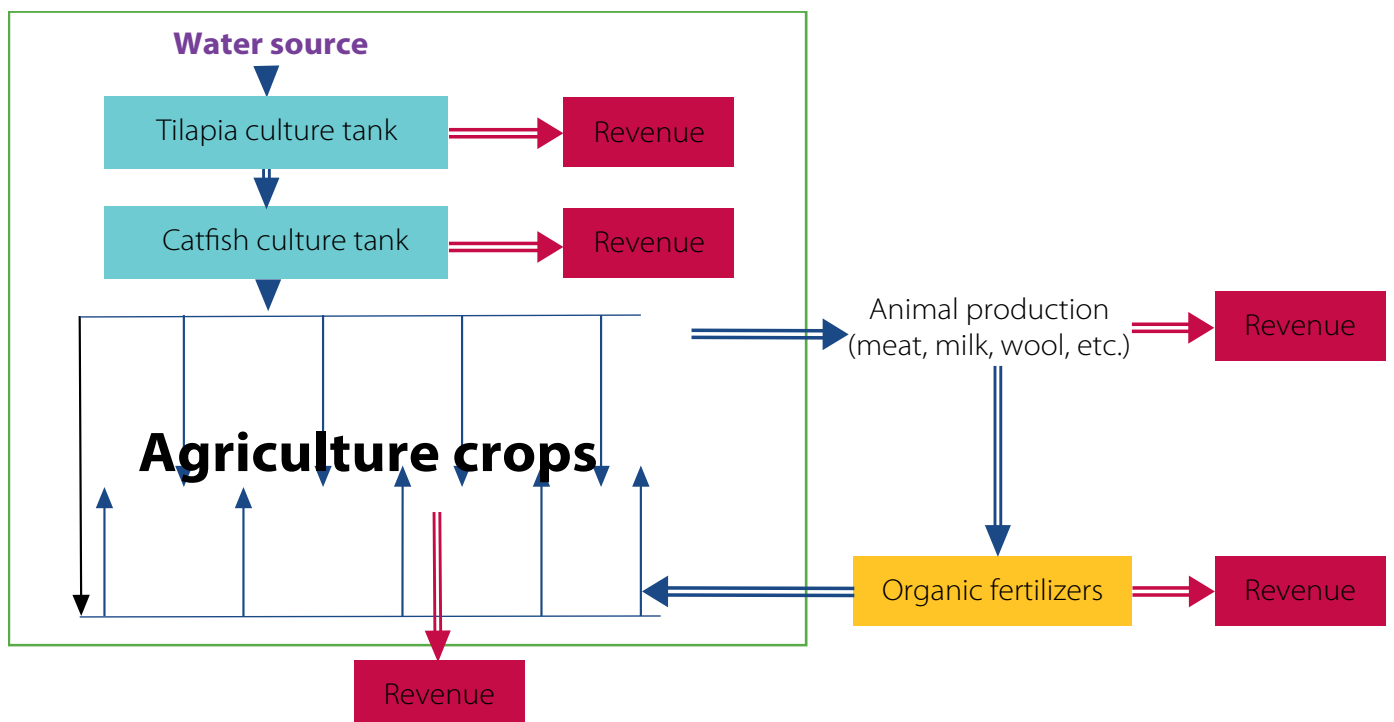 Water source
Tilapia culture tank
Revenue
Catfish culture tank
Revenue
Animal production
(meat, milk, wool, etc.)
Revenue
Agriculture crops
Organic fertilizers
Revenue
Revenue